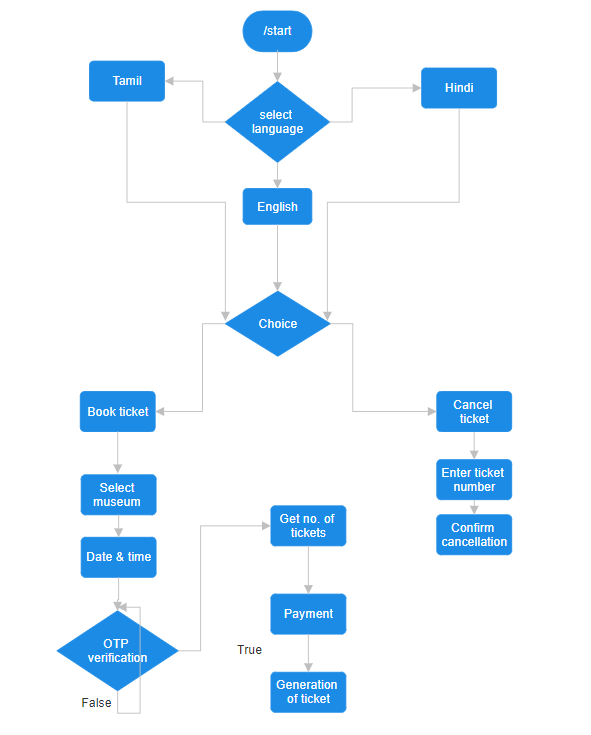 /start
Tamil
Hindi
select
language
English
Choice
Book ticket
Cancel
ticket
Select
museum
Enter ticket
number
Get no. of
tickets
Confirm
cancellation
Date & time
Payment
OTP
verification
True
Generation
of ticket
False